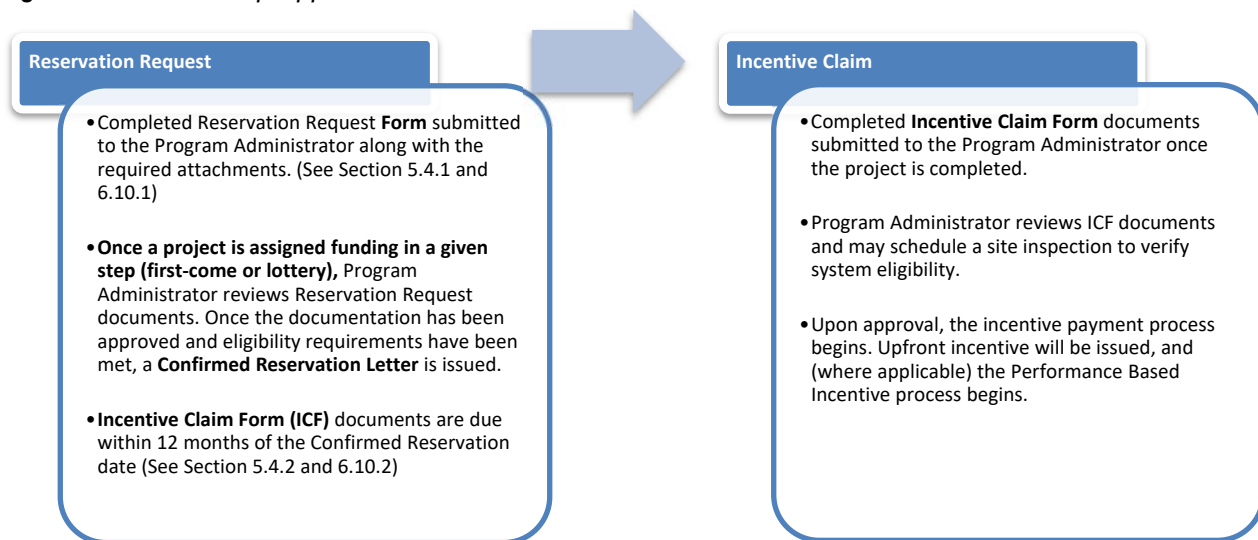 Reservation Request
•Completed Reservation Request Form submitted
to the Program Administrator along with the
required attachments. (See Section 5.4.1 and
6.10.1)
•Once a project is assigned funding in a given
step (first-come or lottery), Program
Administrator reviews Reservation Request
documents. Once the documentation has been
approved and eligibility requirements have been
met, a Confirmed Reservation Letter is issued.
•Incentive Claim Form (ICF) documents are due
within 12 months of the Confirmed Reservation
date (See Section 5.4.2 and 6.10.2)
Incentive Claim
•Completed Incentive Claim Form documents
submitted to the Program Administrator once
the project is completed.
•Program Administrator reviews ICF documents
and may schedule a site inspection to verify
system eligibility.
•Upon approval, the incentive payment process
begins. Upfront incentive will be issued, and
(where applicable) the Performance Based
Incentive process begins.